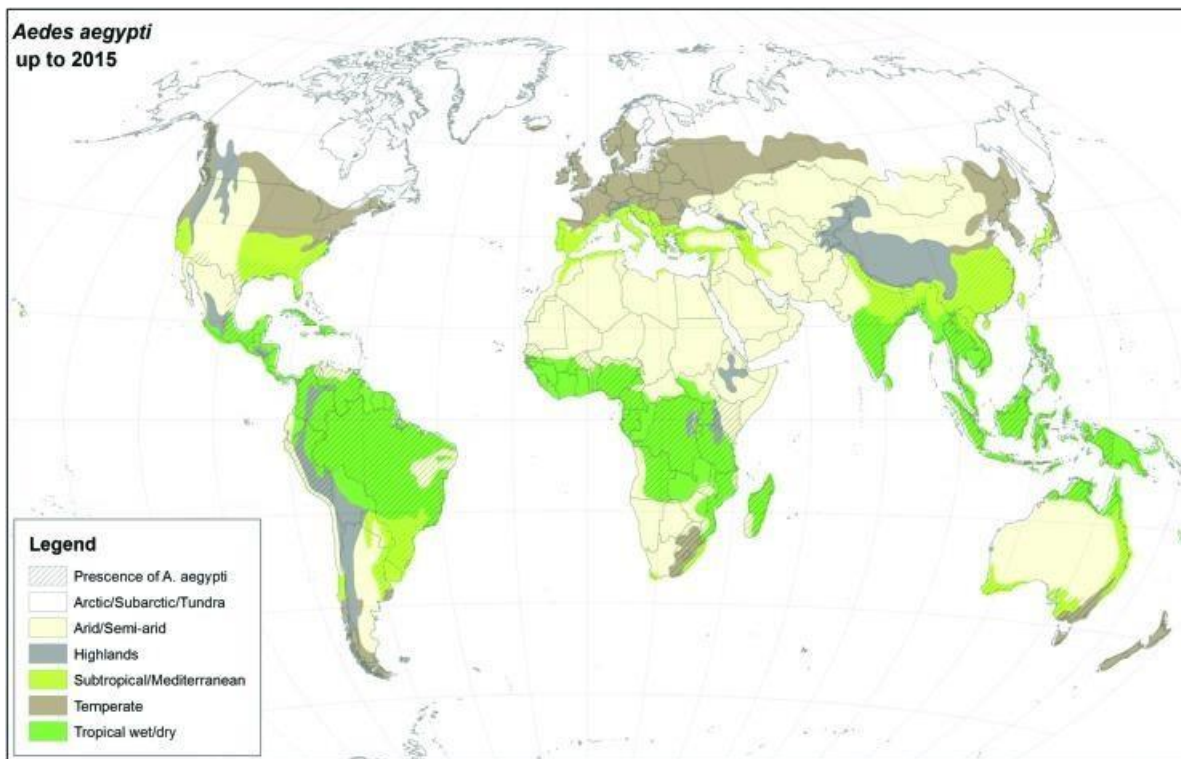 Aedes aegypti
up to 2015
Legend
Prescence of A. aegypti
Arctic/Subarctic/Tundra
Arid/Semi-arid
Highlands
Subtropical/Mediterranean
Temperate
Tropical wet/dry